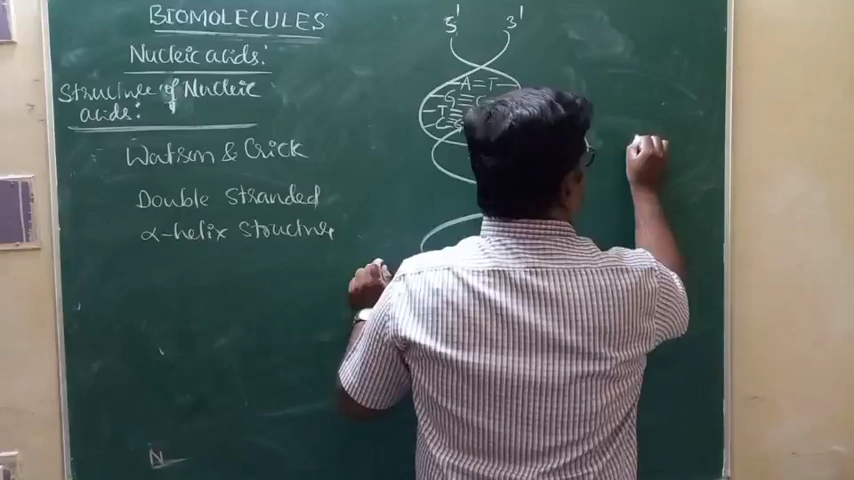 BIOMOLECULES
Nucleic acids:
Structure of Nucleic
acids:
Watson & Crick
Double Stranded
α-helix Structure
5' 3'
A=T
G≡
T
C≡G
N